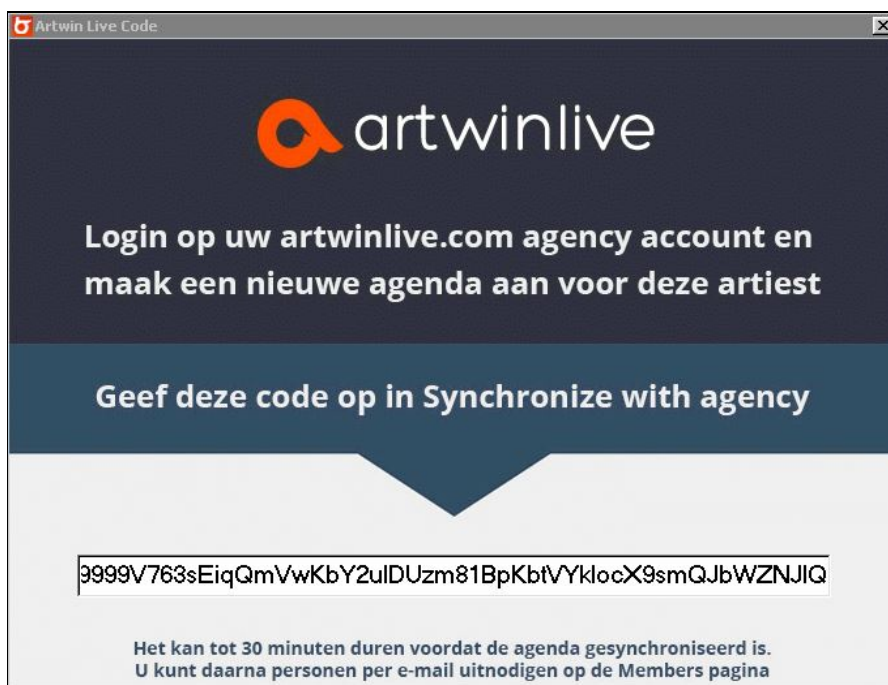 Artwin Live Code
artwinlive
Login op uw artwinlive.com agency account en
maak een nieuwe agenda aan voor deze artiest
Geef deze code op in Synchronize with agency
9999V763sEiqQmVwKbY2ulDUzm81BpKbtVYklocX9smQJbWZNJlQ
Het kan tot 30 minuten duren voordat de agenda gesynchroniseerd is.
U kunt daarna personen per e-mail uitnodigen op de Members pagina